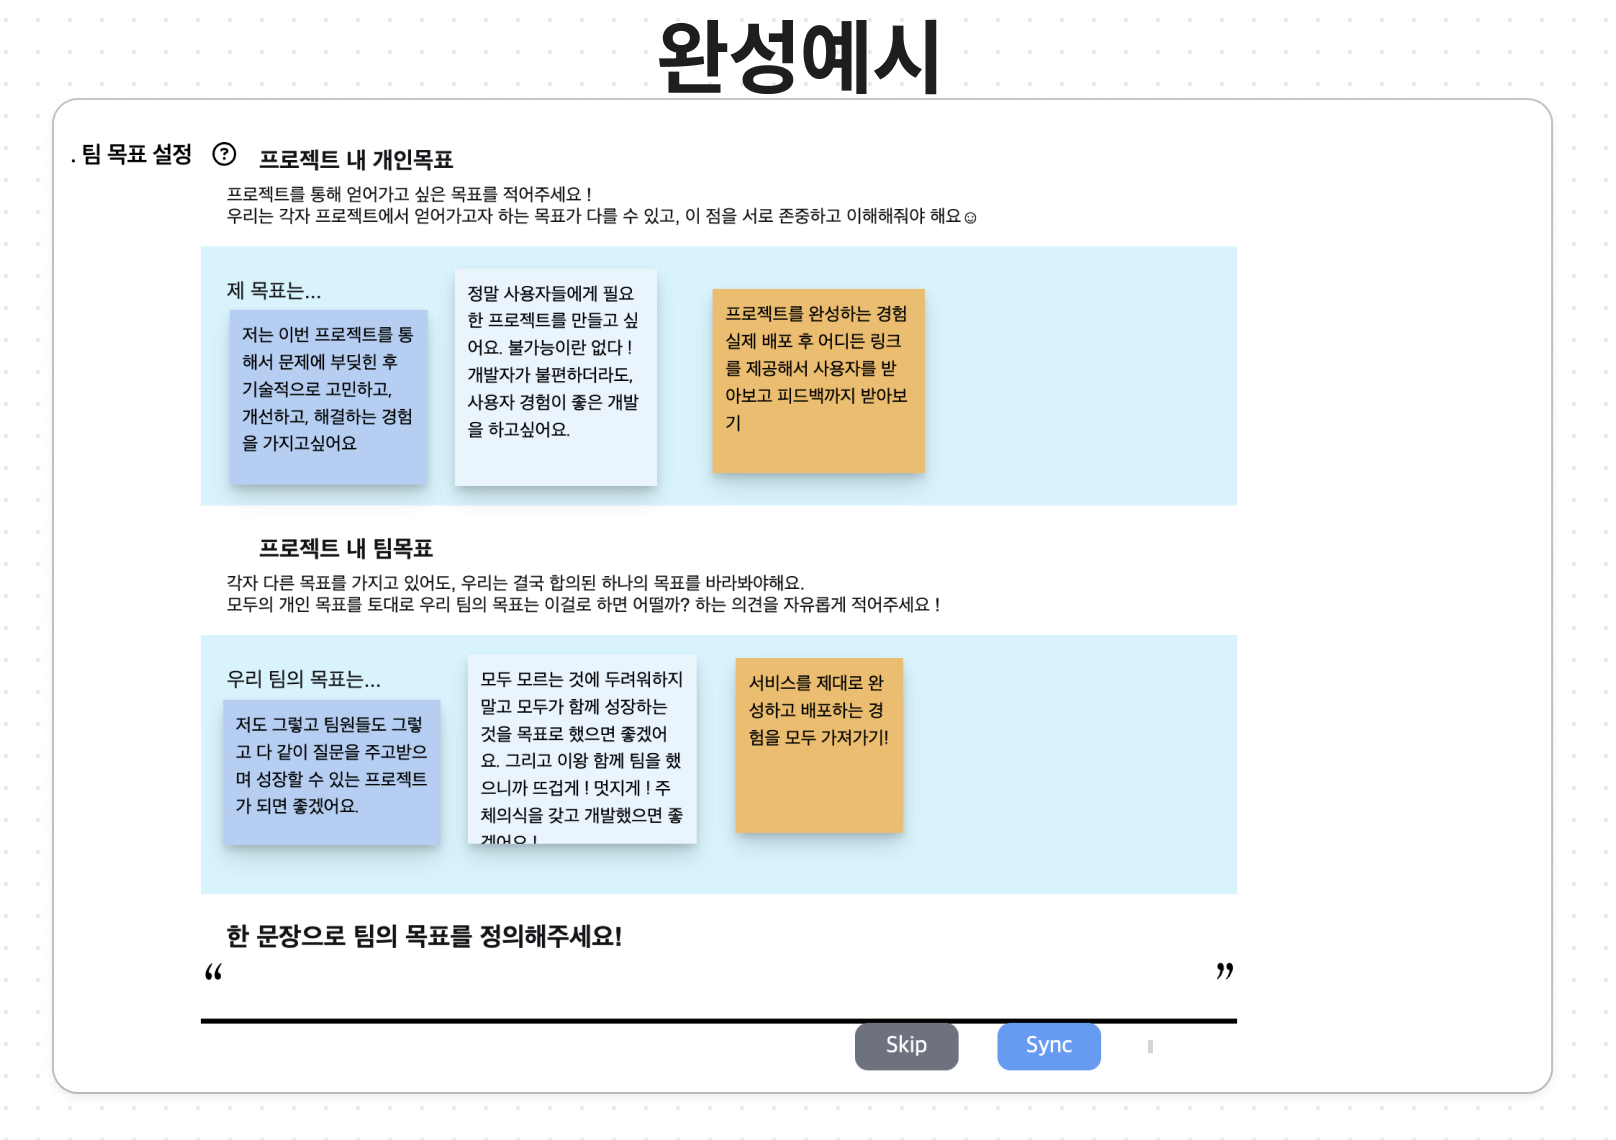 완성예시
. 팀 목표 설정
프로젝트 내 개인목표
프로젝트를 통해 얻어가고 싶은 목표를 적어주세요 !
우리는 각자 프로젝트에서 얻어가고자 하는 목표가 다를 수 있고, 이 점을 서로 존중하고 이해해줘야 해요☺
제 목표는...
저는 이번 프로젝트를 통
해서 문제에 부딪힌 후
기술적으로 고민하고,
개선하고, 해결하는 경험
을 가지고싶어요
정말 사용자들에게 필요
한 프로젝트를 만들고 싶
어요. 불가능이란 없다 !
개발자가 불편하더라도,
사용자 경험이 좋은 개발
을 하고싶어요.
프로젝트를 완성하는 경험
실제 배포 후 어디든 링크
를 제공해서 사용자를 받
아보고 피드백까지 받아보
기
프로젝트 내 팀목표
각자 다른 목표를 가지고 있어도, 우리는 결국 합의된 하나의 목표를 바라봐야해요.
모두의 개인 목표를 토대로 우리 팀의 목표는 이걸로 하면 어떨까? 하는 의견을 자유롭게 적어주세요 !
우리 팀의 목표는...
저도 그렇고 팀원들도 그렇
고 다 같이 질문을 주고받으
며 성장할 수 있는 프로젝트
가 되면 좋겠어요.
모두 모르는 것에 두려워하지
말고 모두가 함께 성장하는
것을 목표로 했으면 좋겠어
요. 그리고 이왕 함께 팀을 했
으니까 뜨겁게 ! 멋지게 ! 주
체의식을 갖고 개발했으면 좋
겠어요 !
서비스를 제대로 완
성하고 배포하는 경
험을 모두 가져가기!
한 문장으로 팀의 목표를 정의해주세요!
“ ”
Skip
Sync